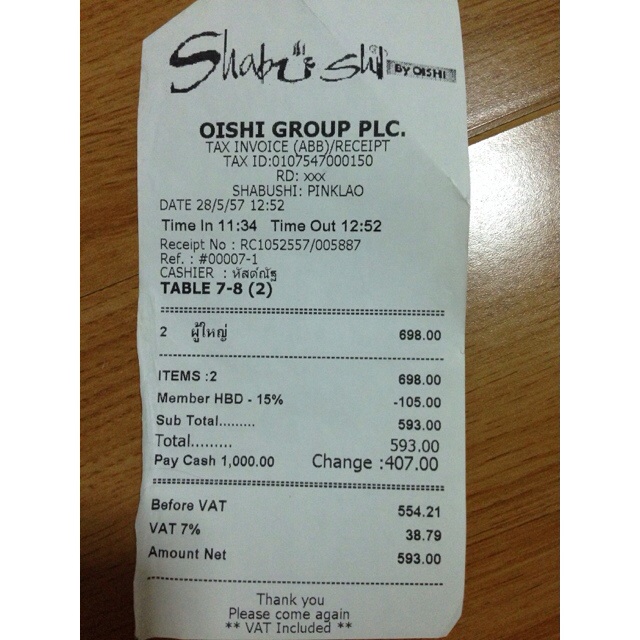 Shabushi BY OISHI
OISHI GROUP PLC.
TAX INVOICE (ABB)/RECEIPT
TAX ID:0107547000150
RD: xxx
SHABUSHI: PINKLAO
DATE 28/5/57 12:52
Time In 11:34 Time Out 12:52
Receipt No : RC1052557/005887
Ref. : #00007-1
CASHIER : หัสด์ณัฐ
TABLE 7-8 (2)
2 ผู้ใหญ่ 698.00
ITEMS :2 698.00
Member HBD - 15% -105.00
Sub Total......... 593.00
Total......... 593.00
Pay Cash 1,000.00 Change :407.00
Before VAT 554.21
VAT 7% 38.79
Amount Net 593.00
Thank you
Please come again
** VAT Included **